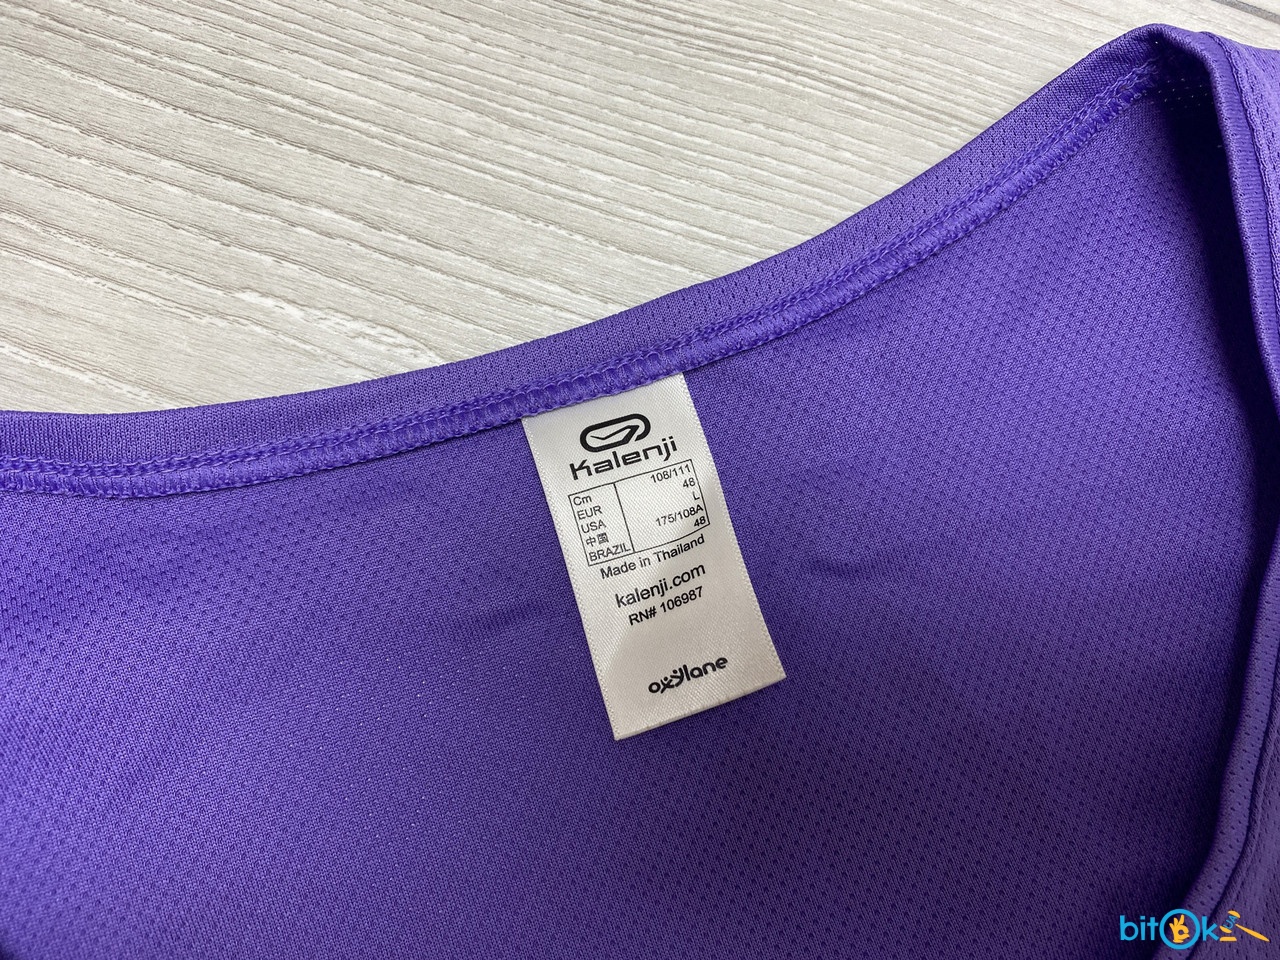 Kalenji
Cm 108/111
EUR 48
USA L
中国 175/108A
BRAZIL 48
Made in Thailand
kalenji.com
RN# 106987
oxylane
bitOk